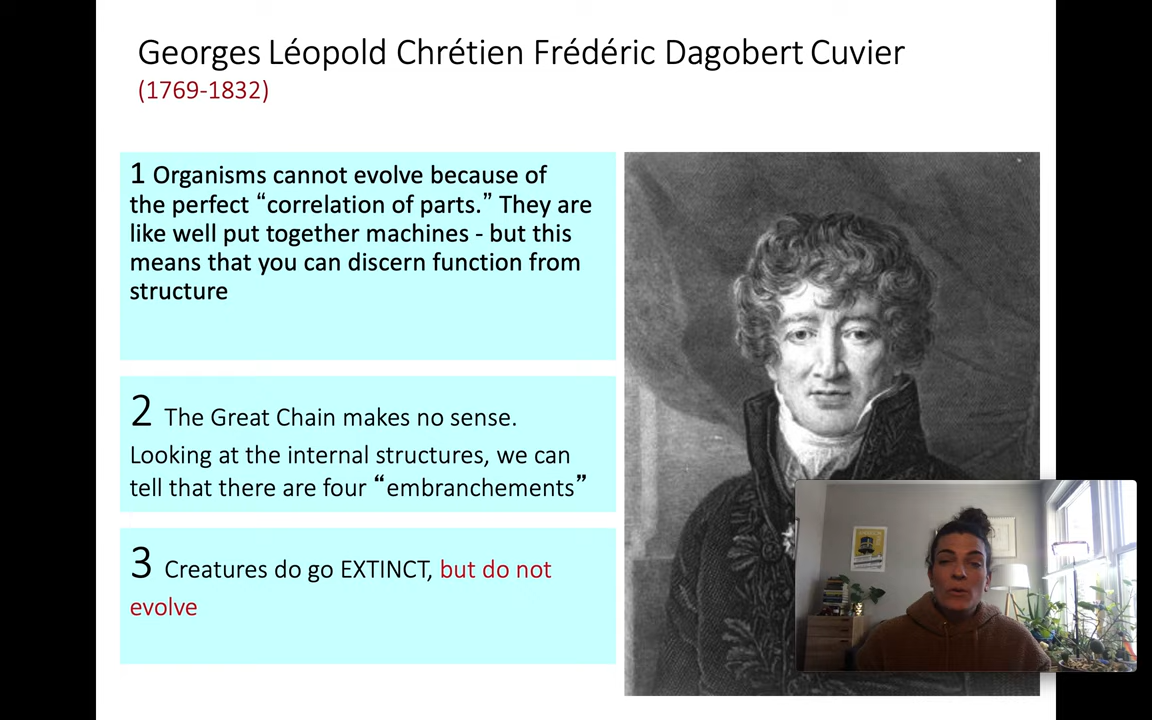 Georges Léopold Chrétien Frédéric Dagobert Cuvier
(1769-1832)
1 Organisms cannot evolve because of
the perfect “correlation of parts.” They are
like well put together machines - but this
means that you can discern function from
structure
2 The Great Chain makes no sense.
Looking at the internal structures, we can
tell that there are four “embranchements”
3 Creatures do go EXTINCT, but do not
evolve